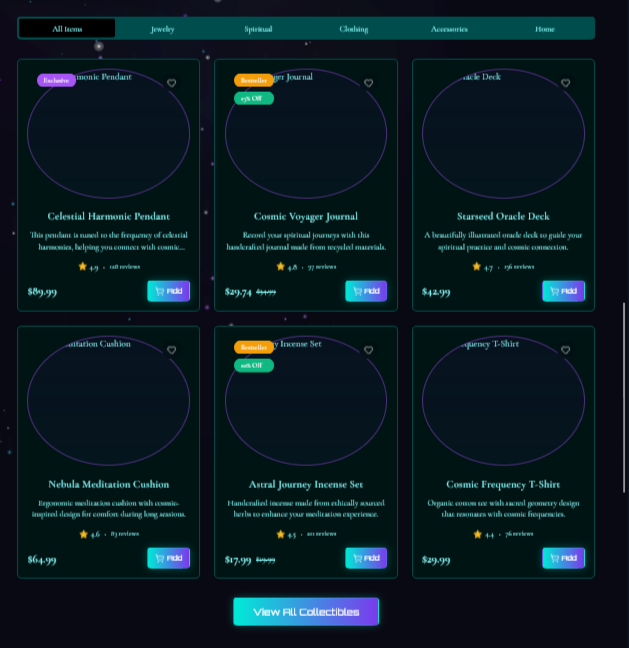 All Items Jewelry Spiritual Clothing Accessories Home
Exclusive
monic Pendant
Celestial Harmonic Pendant
This pendant is tuned to the frequency of celestial
harmonies, helping you connect with cosmic...
4.9 • 128 reviews
$89.99 Add
Bestseller
ger Journal
15% Off
Cosmic Voyager Journal
Record your spiritual journeys with this
handcrafted journal made from recycled materials.
4.8 • 97 reviews
$29.74 $34.99 Add
acle Deck
Starseed Oracle Deck
A beautifully illustrated oracle deck to guide your
spiritual practice and cosmic connection.
4.7 • 156 reviews
$42.99 Add
itation Cushion
Nebula Meditation Cushion
Ergonomic meditation cushion with cosmic-
inspired design for comfort during long sessions.
4.6 • 83 reviews
$64.99 Add
Bestseller
y Incense Set
10% Off
Astral Journey Incense Set
Handcrafted incense made from ethically sourced
herbs to enhance your meditation experience.
4.5 • 201 reviews
$17.99 $19.99 Add
quency T-Shirt
Cosmic Frequency T-Shirt
Organic cotton tee with sacred geometry design
that resonates with cosmic frequencies.
4.4 • 76 reviews
$29.99 Add
View All Collectibles